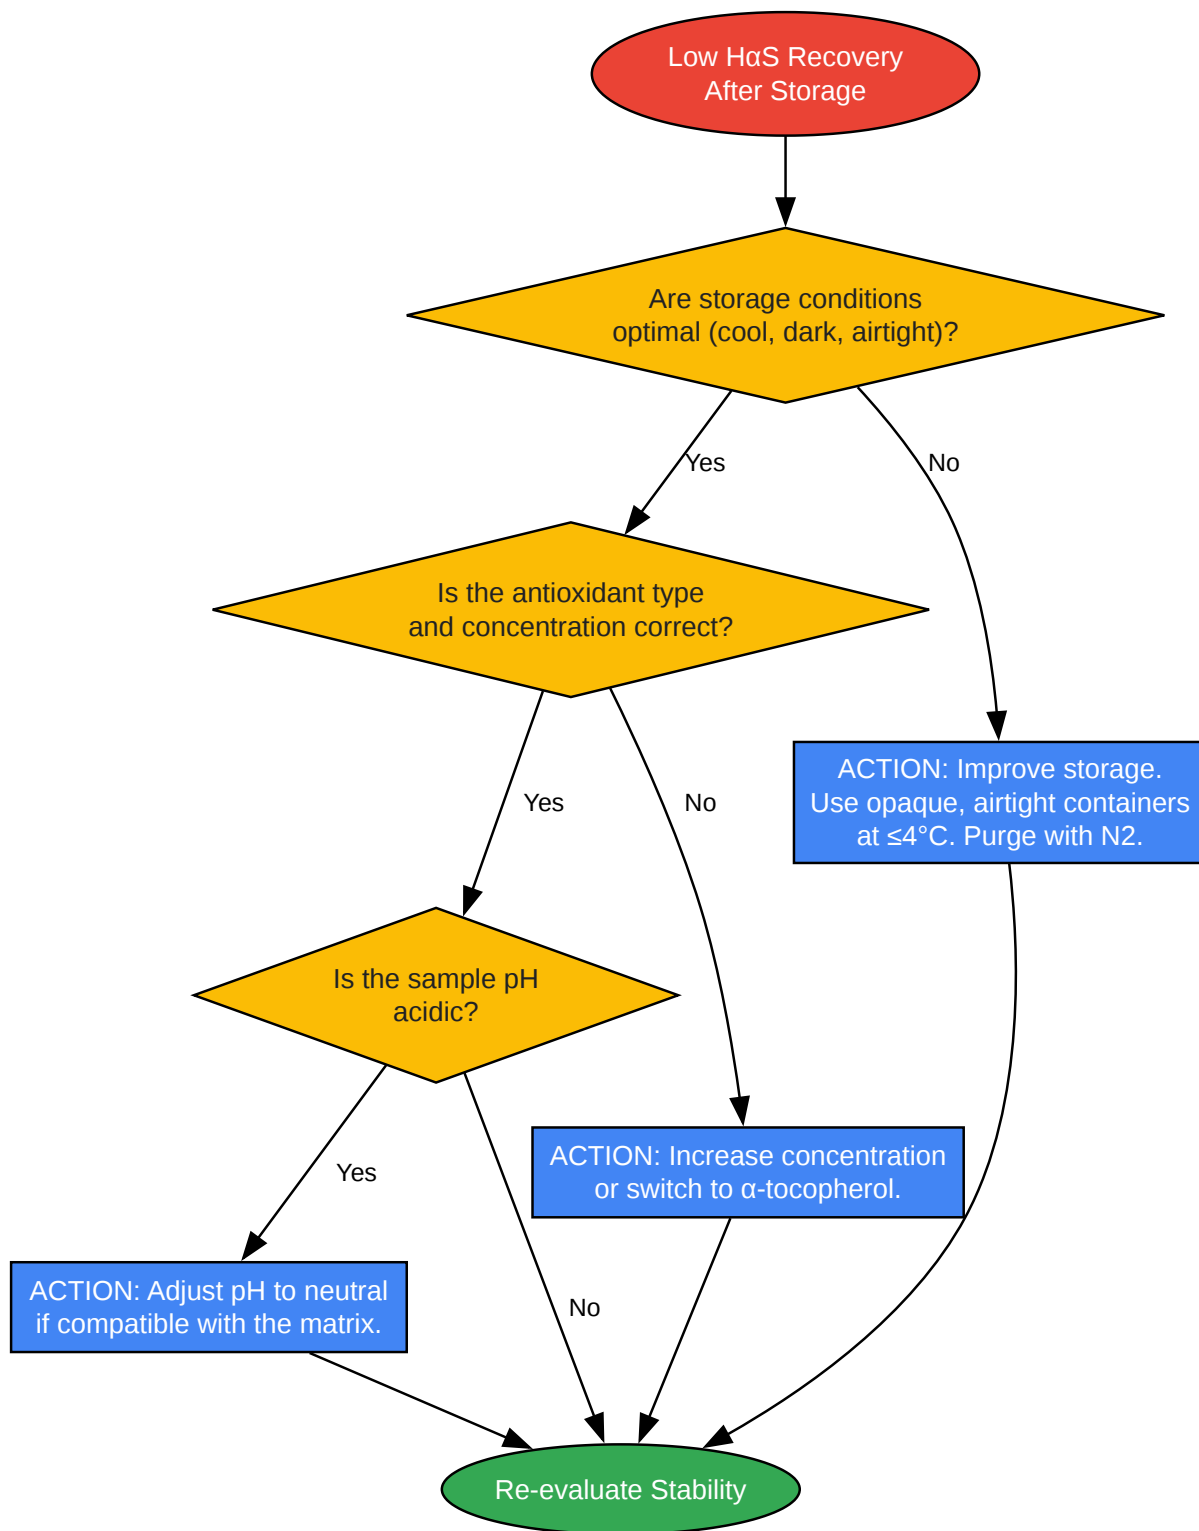 Low HαS Recovery
After Storage
Are storage conditions
optimal (cool, dark, airtight)?
Yes
No
Is the antioxidant type
and concentration correct?
ACTION: Improve storage.
Use opaque, airtight containers
at ≤4°C. Purge with N2.
Yes
No
Is the sample pH
acidic?
ACTION: Increase concentration
or switch to α-tocopherol.
Yes
No
ACTION: Adjust pH to neutral
if compatible with the matrix.
Re-evaluate Stability